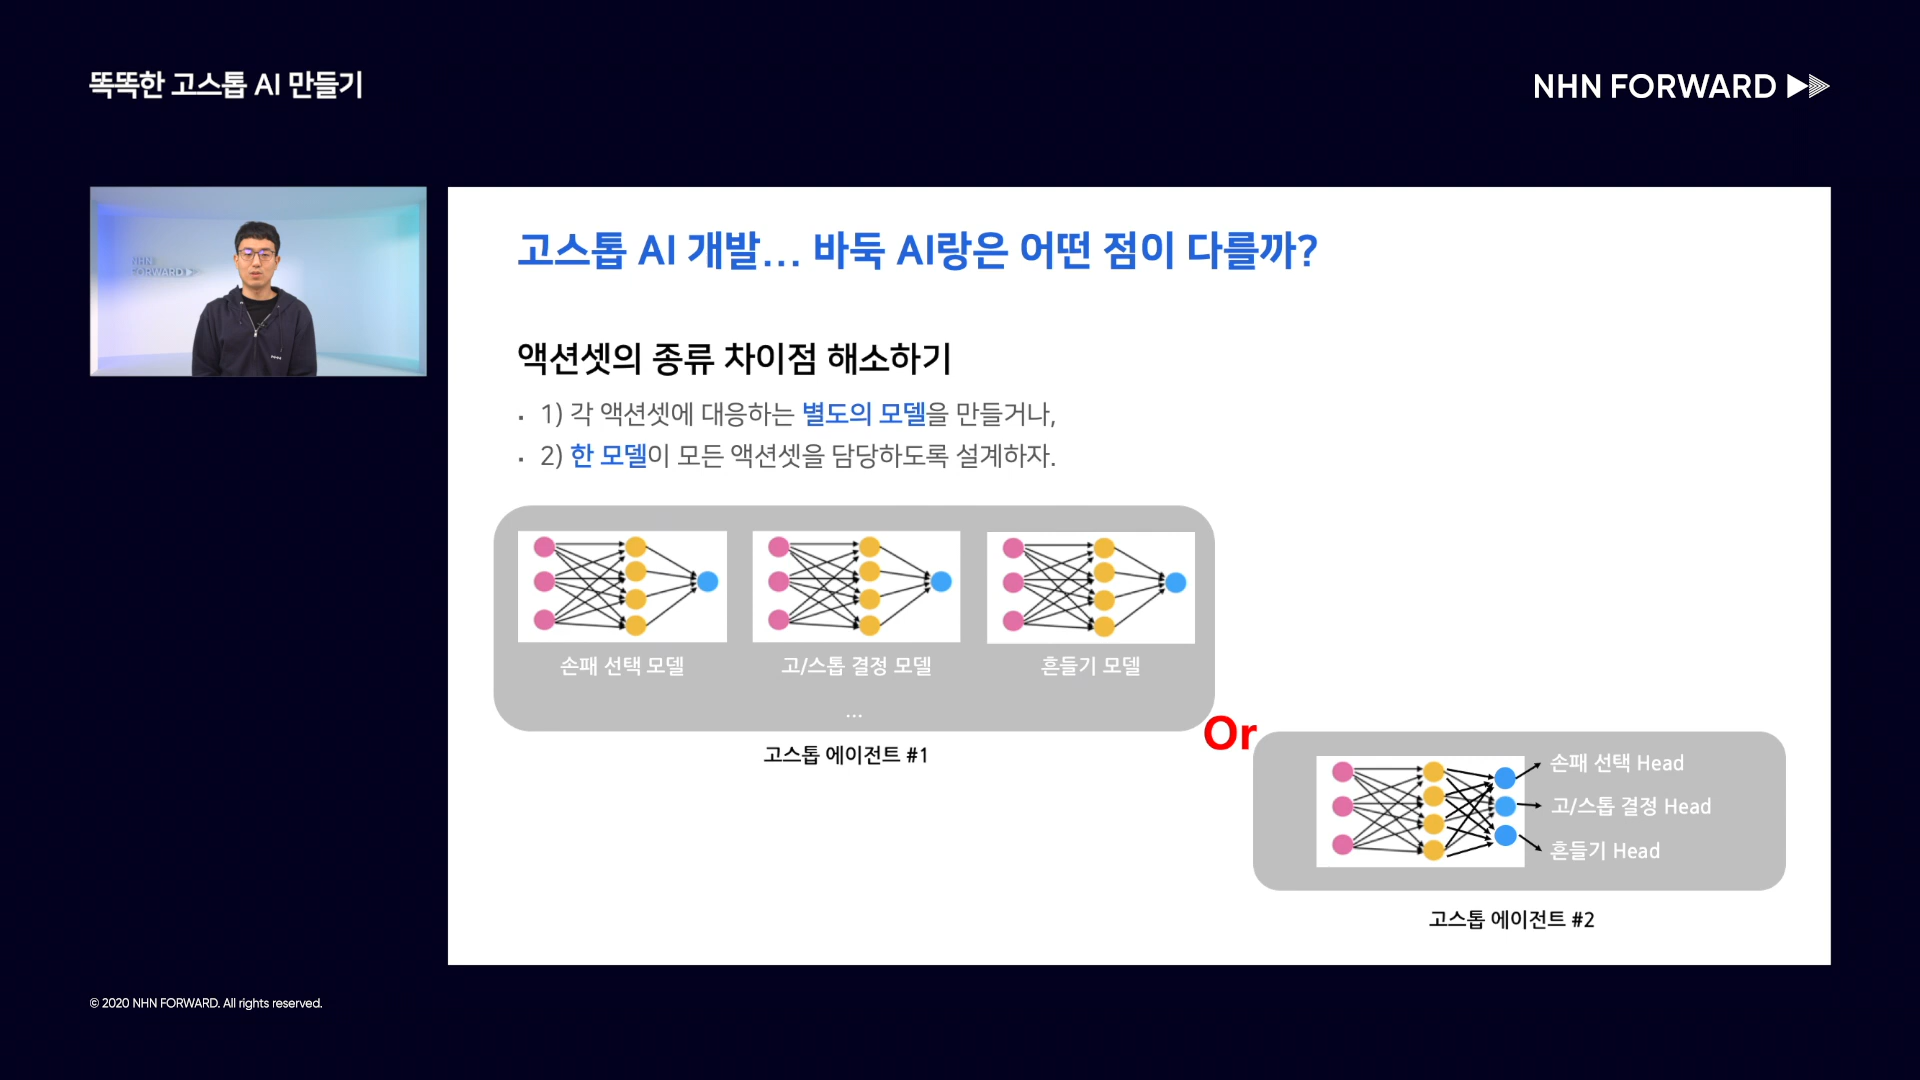 똑똑한 고스톱 AI 만들기
NHN FORWARD
NHN
FORWARD
고스톱 AI 개발... 바둑 AI랑은 어떤 점이 다를까?
액션셋의 종류 차이점 해소하기
· 1) 각 액션셋에 대응하는 별도의 모델을 만들거나,
· 2) 한 모델이 모든 액션셋을 담당하도록 설계하자.
손패 선택 모델
고/스톱 결정 모델
흔들기 모델
...
고스톱 에이전트 #1
Or
손패 선택 Head
고/스톱 결정 Head
흔들기 Head
고스톱 에이전트 #2
© 2020 NHN FORWARD. All rights reserved.